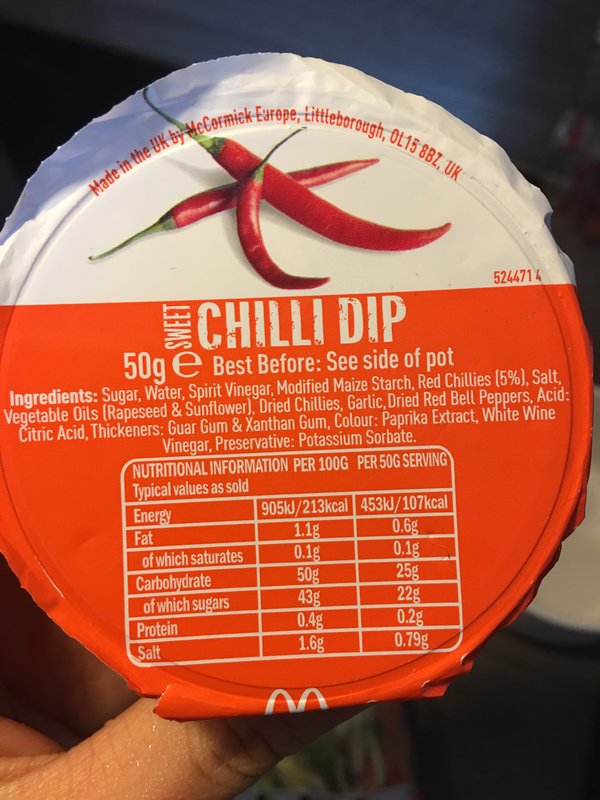 Made in the UK by McCormick Europe, Littleborough, OL15 8BZ, UK
524471 4
SWEET
CHILLI DIP
50g e Best Before: See side of pot
Ingredients: Sugar, Water, Spirit Vinegar, Modified Maize Starch, Red Chillies (5%), Salt,
Vegetable Oils (Rapeseed & Sunflower), Dried Chillies, Garlic, Dried Red Bell Peppers, Acid:
Citric Acid, Thickeners: Guar Gum & Xanthan Gum, Colour: Paprika Extract, White Wine
Vinegar, Preservative: Potassium Sorbate.
NUTRITIONAL INFORMATION PER 100G PER 50G SERVING
Typical values as sold
Energy 905kJ/213kcal 453kJ/107kcal
Fat 1.1g 0.6g
of which saturates 0.1g 0.1g
Carbohydrate 50g 25g
of which sugars 43g 22g
Protein 0.4g 0.2g
Salt 1.6g 0.79g